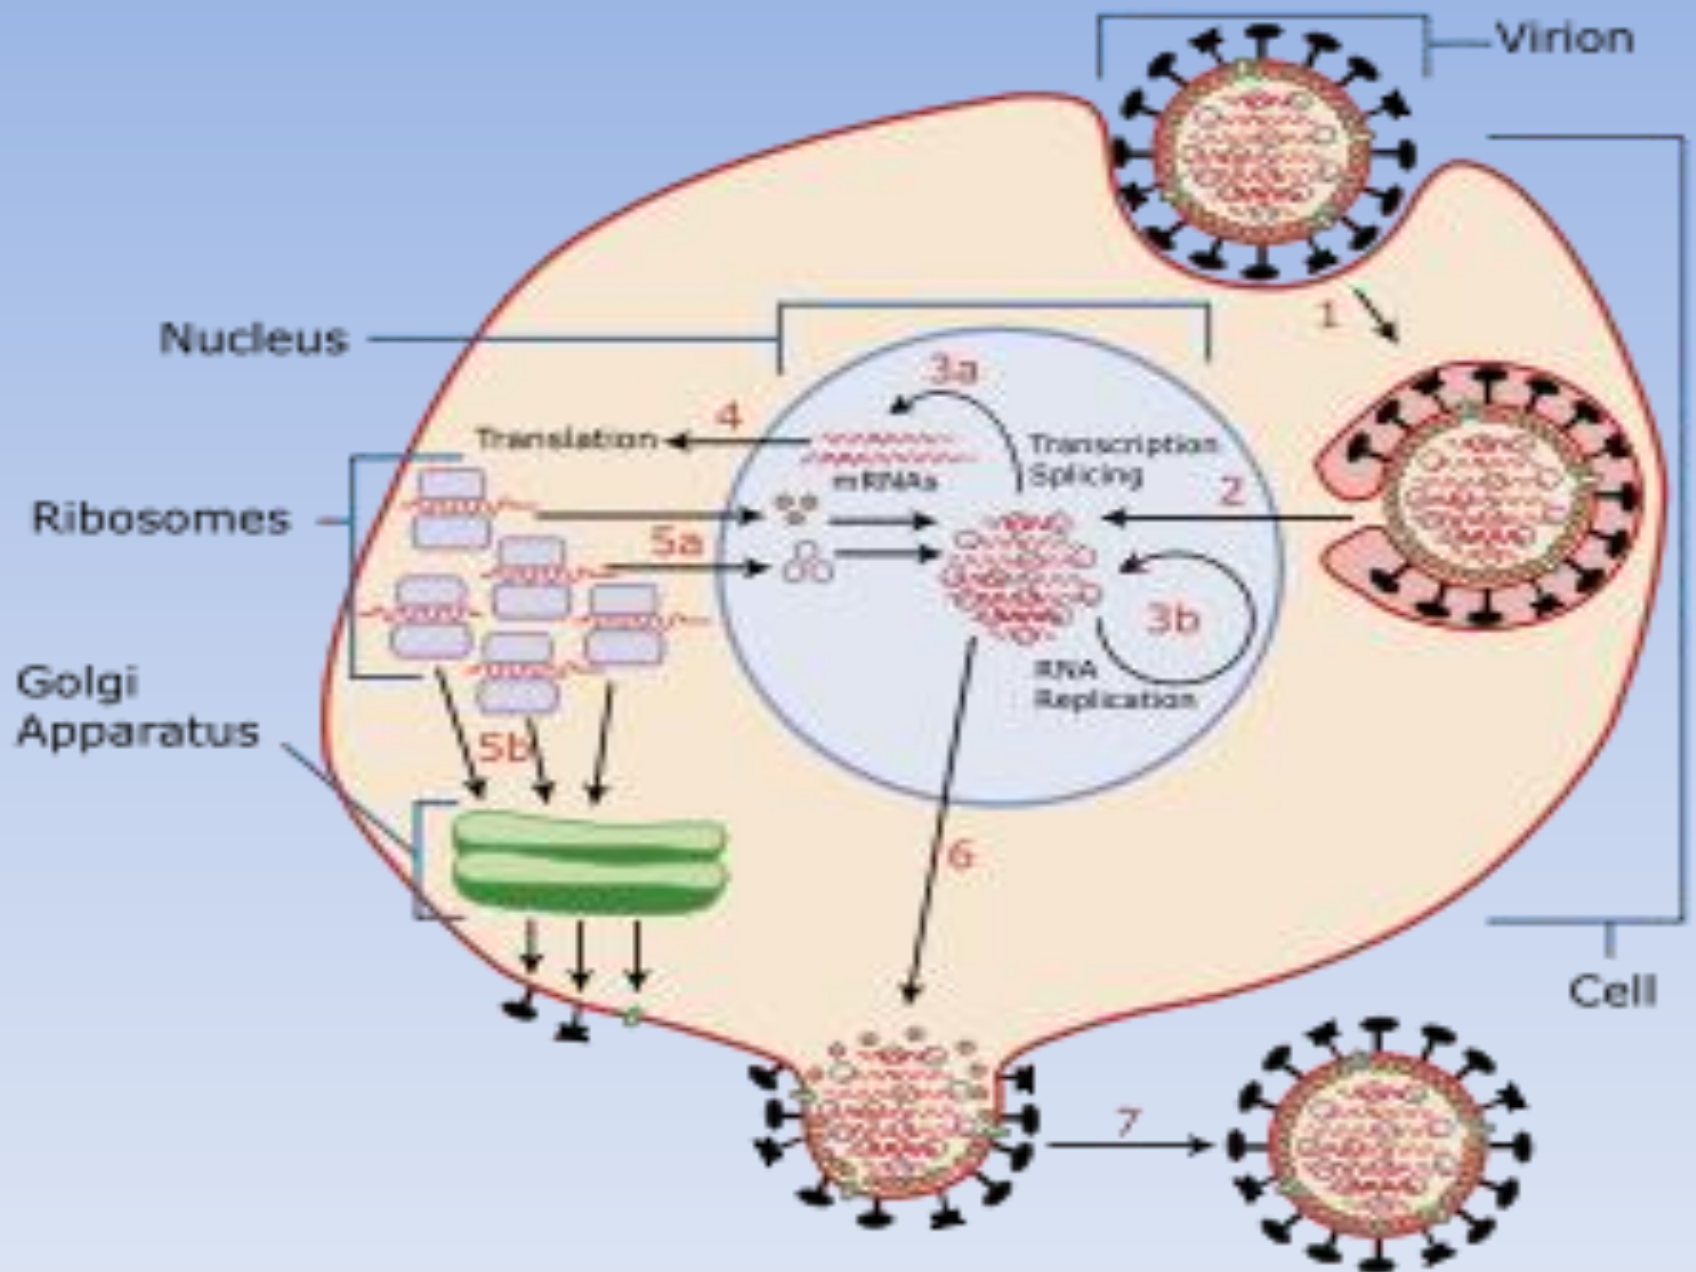 Virion
1
Nucleus
3a
4
Translation
mRNAs
Transcription
Splicing
2
Ribosomes
5a
3b
RNA
Replication
Golgi
Apparatus
5b
6
Cell
7